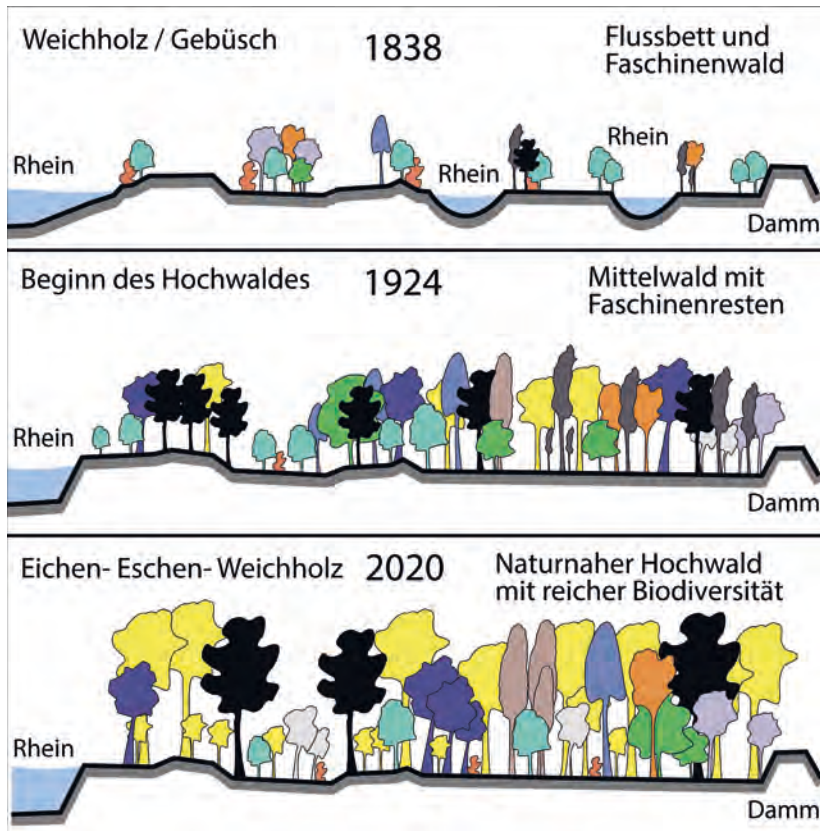 Weichholz / Gebüsch
1838
Flussbett und
Faschinenwald
Rhein
Rhein
Rhein
Damm
Beginn des Hochwaldes
1924
Mittelwald mit
Faschinenresten
Rhein
Damm
Eichen- Eschen- Weichholz
2020
Naturnaher Hochwald
mit reicher Biodiversität
Rhein
Damm